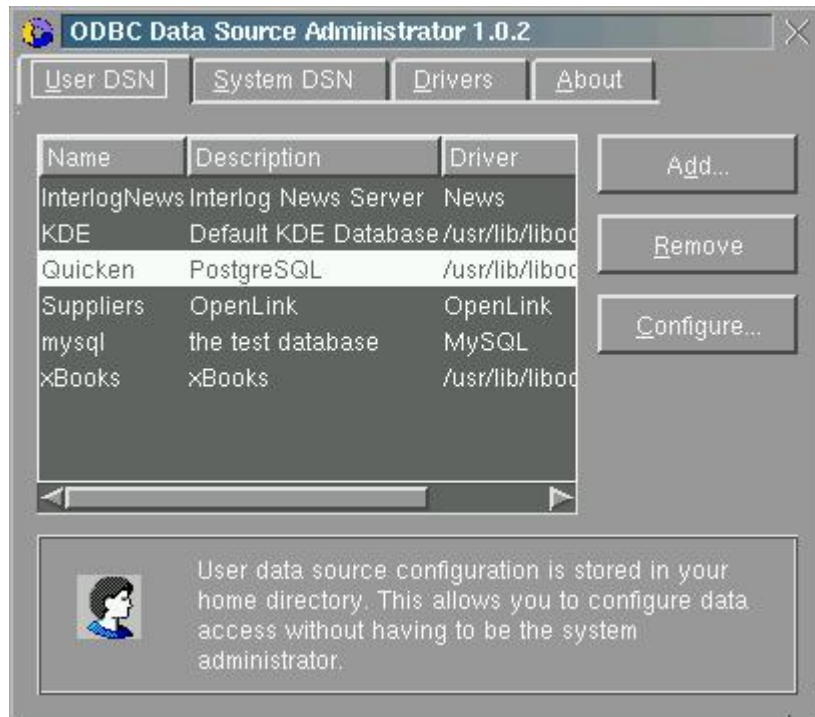 ODBC Data Source Administrator 1.0.2
User DSN System DSN Drivers About
Name Description Driver
InterlogNews Interlog News Server News
KDE Default KDE Database /usr/lib/liboc
Quicken PostgreSQL /usr/lib/liboc
Suppliers OpenLink OpenLink
mysql the test database MySQL
xBooks xBooks /usr/lib/liboc
Add...
Remove
Configure...
User data source configuration is stored in your
home directory. This allows you to configure data
access without having to be the system
administrator.